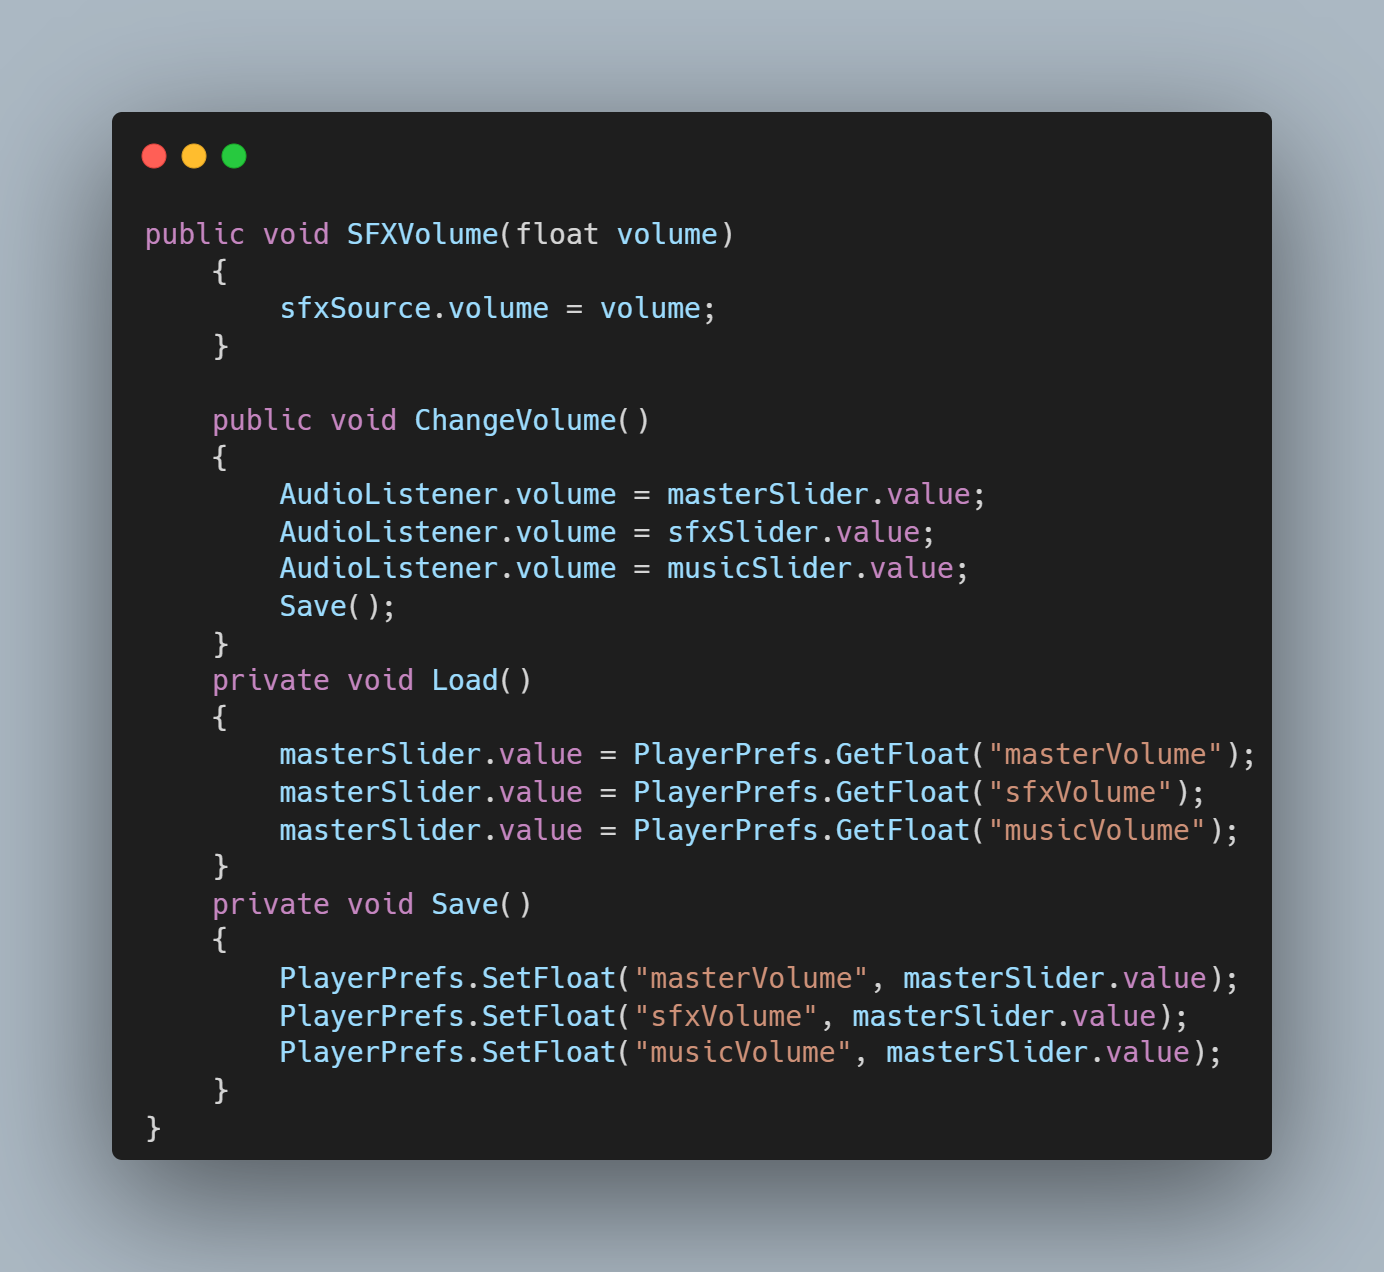 public void SFXVolume(float volume)
    {
        sfxSource.volume = volume;
    }

    public void ChangeVolume()
    {
        AudioListener.volume = masterSlider.value;
        AudioListener.volume = sfxSlider.value;
        AudioListener.volume = musicSlider.value;
        Save();
    }
    private void Load()
    {
        masterSlider.value = PlayerPrefs.GetFloat("masterVolume");
        masterSlider.value = PlayerPrefs.GetFloat("sfxVolume");
        masterSlider.value = PlayerPrefs.GetFloat("musicVolume");
    }
    private void Save()
    {
        PlayerPrefs.SetFloat("masterVolume", masterSlider.value);
        PlayerPrefs.SetFloat("sfxVolume", masterSlider.value);
        PlayerPrefs.SetFloat("musicVolume", masterSlider.value);
    }
}